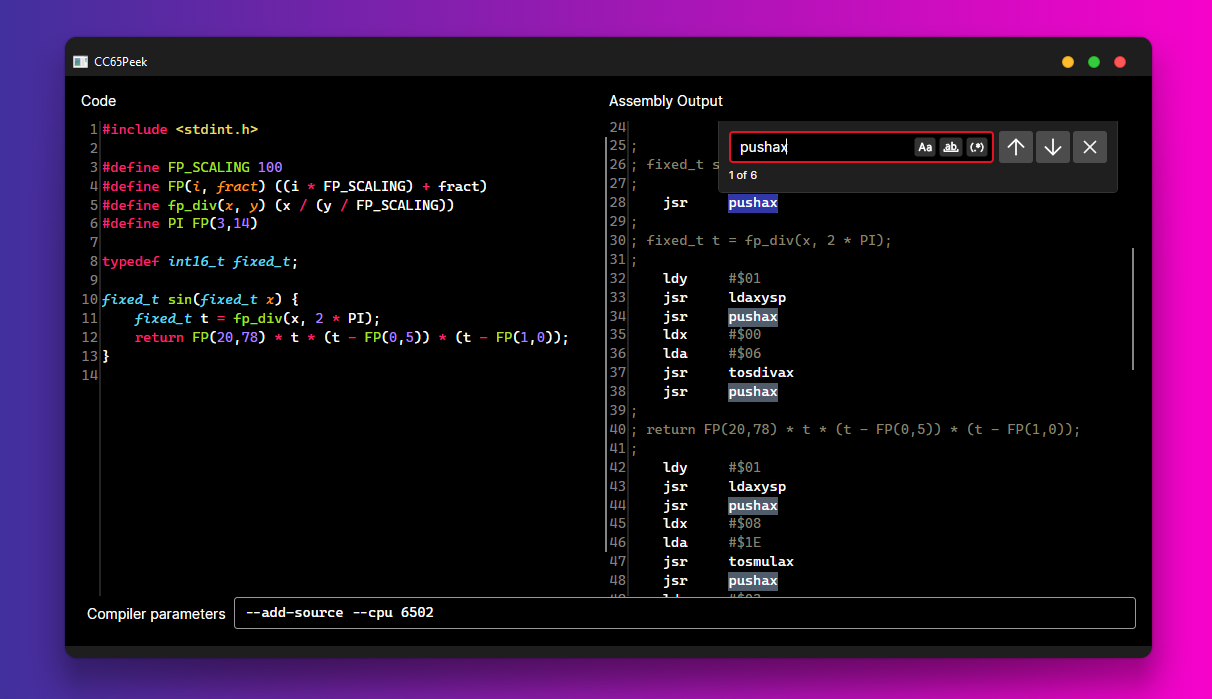 CC65Peek
Code
1 #include <stdint.h>
2
3 #define FP_SCALING 100
4 #define FP(i, fract) ((i * FP_SCALING) + fract)
5 #define fp_div(x, y) (x / (y / FP_SCALING))
6 #define PI FP(3,14)
7
8 typedef int16_t fixed_t;
9
10 fixed_t sin(fixed_t x) {
11     fixed_t t = fp_div(x, 2 * PI);
12     return FP(20,78) * t * (t - FP(0,5)) * (t - FP(1,0));
13 }
14
Assembly Output
pushax Aa ab. (.*)
1 of 6
24
25 ;
26 ; fixed_t s
27 ;
28     jsr     pushax
29 ;
30 ; fixed_t t = fp_div(x, 2 * PI);
31 ;
32     ldy     #$01
33     jsr     ldaxysp
34     jsr     pushax
35     ldx     #$00
36     lda     #$06
37     jsr     tosdivax
38     jsr     pushax
39 ;
40 ; return FP(20,78) * t * (t - FP(0,5)) * (t - FP(1,0));
41 ;
42     ldy     #$01
43     jsr     ldaxysp
44     jsr     pushax
45     ldx     #$08
46     lda     #$1E
47     jsr     tosmulax
48     jsr     pushax
Compiler parameters --add-source --cpu 6502